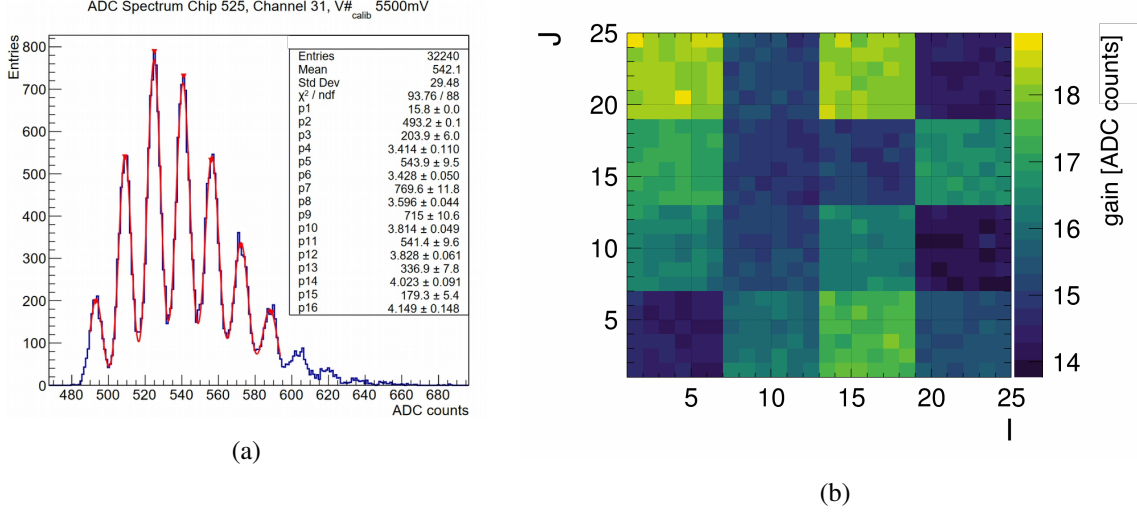 ADC Spectrum Chip 525, Channel 31, V#calib 5500mV
Entries
800
700
600
500
400
300
200
100
0
480 500 520 540 560 580 600 620 640 660 680
ADC counts
Entries 32240
Mean 542.1
Std Dev 29.48
χ² / ndf 93.76 / 88
p1 15.8 ± 0.0
p2 493.2 ± 0.1
p3 203.9 ± 6.0
p4 3.414 ± 0.110
p5 543.9 ± 9.5
p6 3.428 ± 0.050
p7 769.6 ± 11.8
p8 3.596 ± 0.044
p9 715 ± 10.6
p10 3.814 ± 0.049
p11 541.4 ± 9.6
p12 3.828 ± 0.061
p13 336.9 ± 7.8
p14 4.023 ± 0.091
p15 179.3 ± 5.4
p16 4.149 ± 0.148
(a)
J
25
20
15
10
5
5 10 15 20 25
I
18
17
16
15
14
gain [ADC counts]
(b)